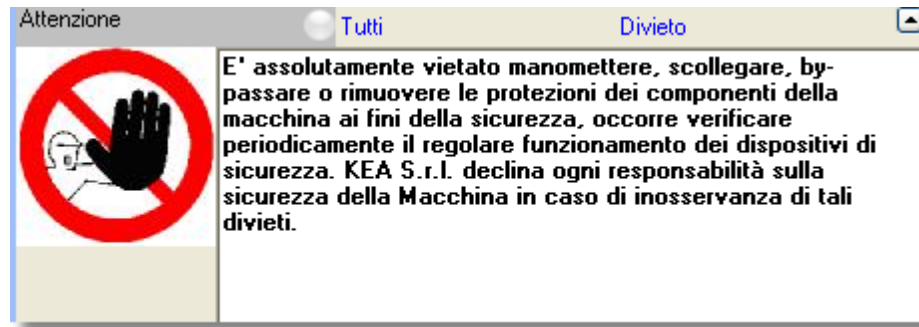 Attenzione Tutti Divieto
E' assolutamente vietato manomettere, scollegare, by-
passare o rimuovere le protezioni dei componenti della
macchina ai fini della sicurezza, occorre verificare
periodicamente il regolare funzionamento dei dispositivi di
sicurezza. KEA S.r.l. declina ogni responsabilità sulla
sicurezza della Macchina in caso di inosservanza di tali
divieti.